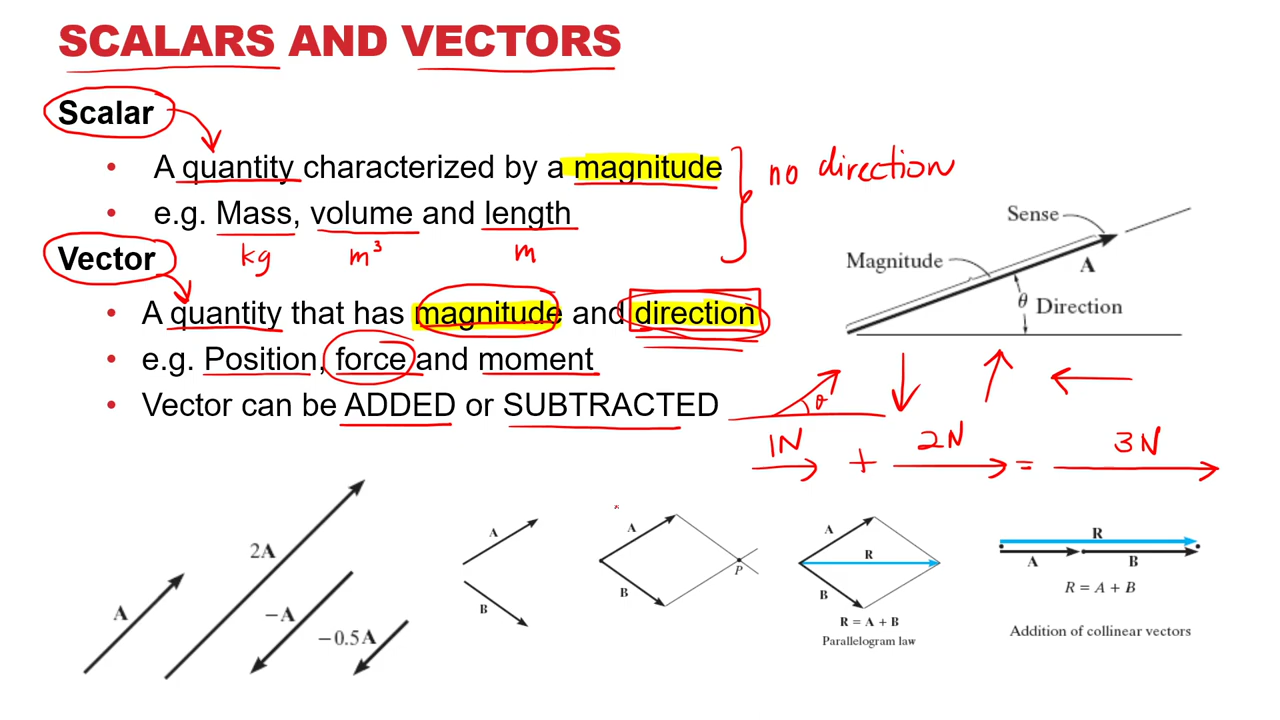 SCALARS AND VECTORS
Scalar
• A quantity characterized by a magnitude
no direction
• e.g. Mass, volume and length
kg m³ m
Vector
• A quantity that has magnitude and direction
• e.g. Position, force and moment
• Vector can be ADDED or SUBTRACTED
Sense
Magnitude
A
θ Direction
θ
1N + 2N = 3N
A
2A
−A
−0.5A
A
B
A
B
P
A
R
B
R = A + B
Parallelogram law
R
A B
R = A + B
Addition of collinear vectors